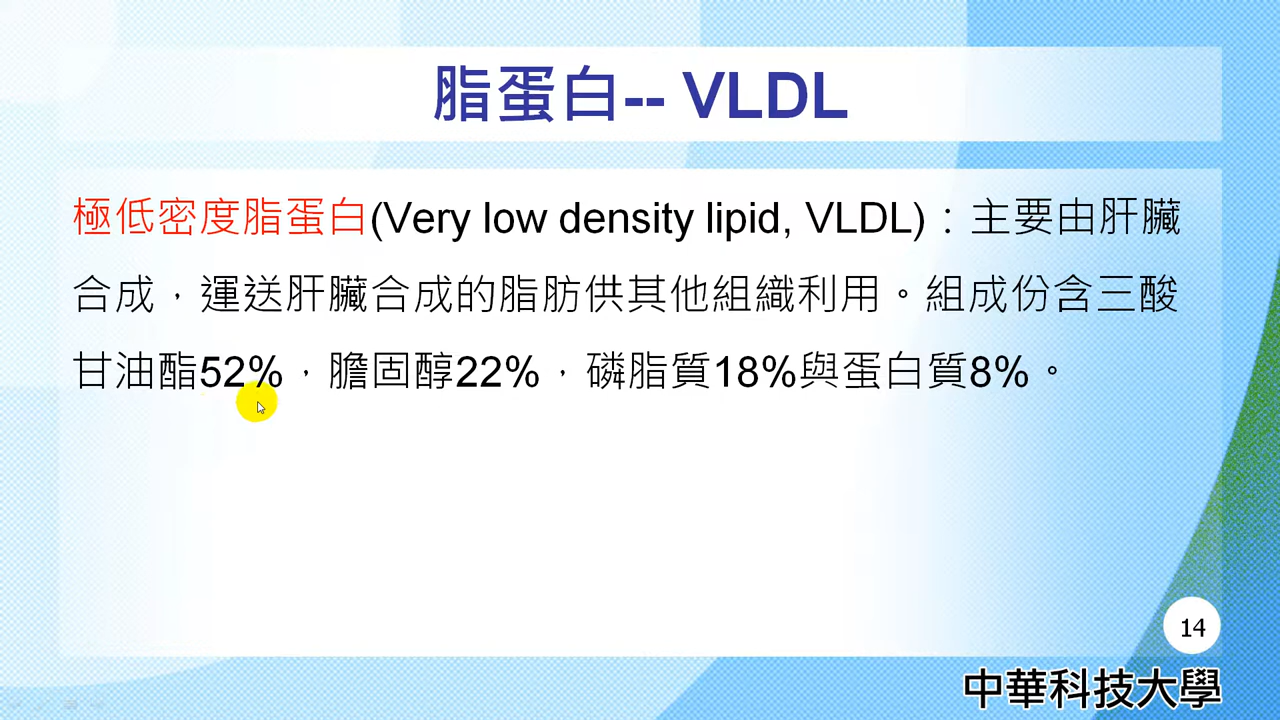 脂蛋白-- VLDL
極低密度脂蛋白(Very low density lipid, VLDL)：主要由肝臟
合成，運送肝臟合成的脂肪供其他組織利用。組成份含三酸
甘油酯52%，膽固醇22%，磷脂質18%與蛋白質8%。
14
中華科技大學